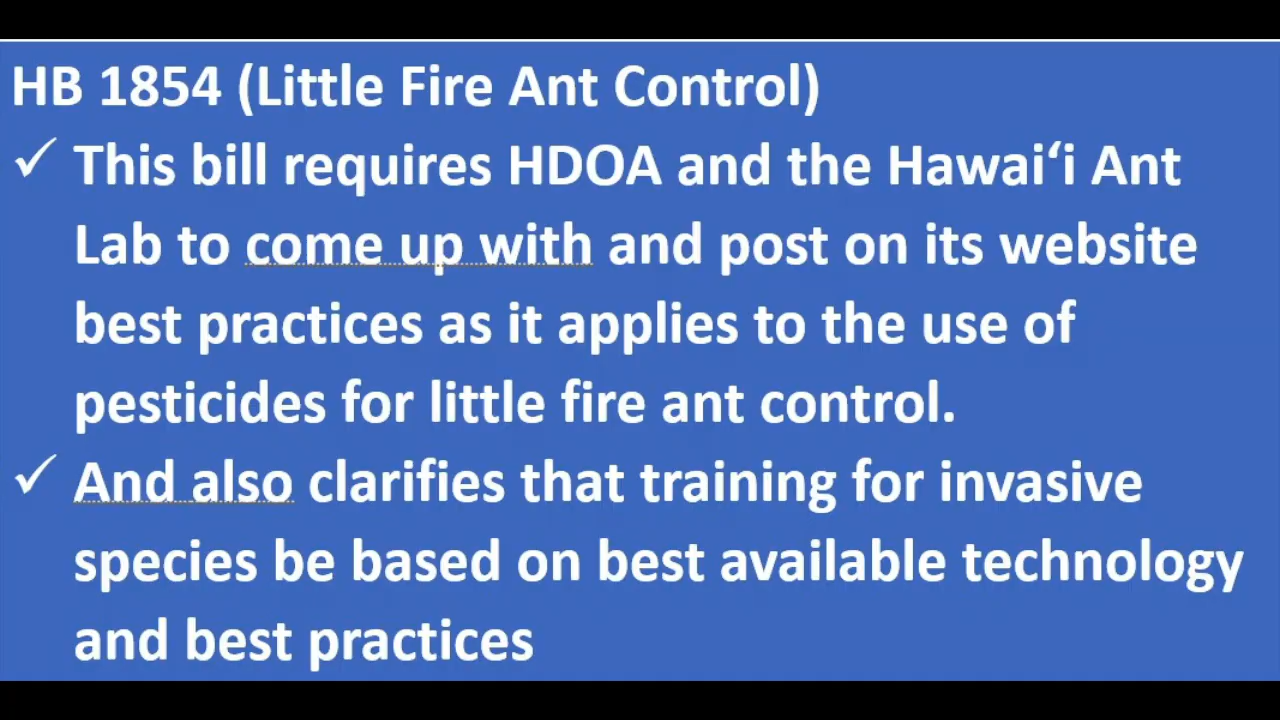 HB 1854 (Little Fire Ant Control)
✓ This bill requires HDOA and the Hawaiʻi Ant
Lab to come up with and post on its website
best practices as it applies to the use of
pesticides for little fire ant control.
✓ And also clarifies that training for invasive
species be based on best available technology
and best practices